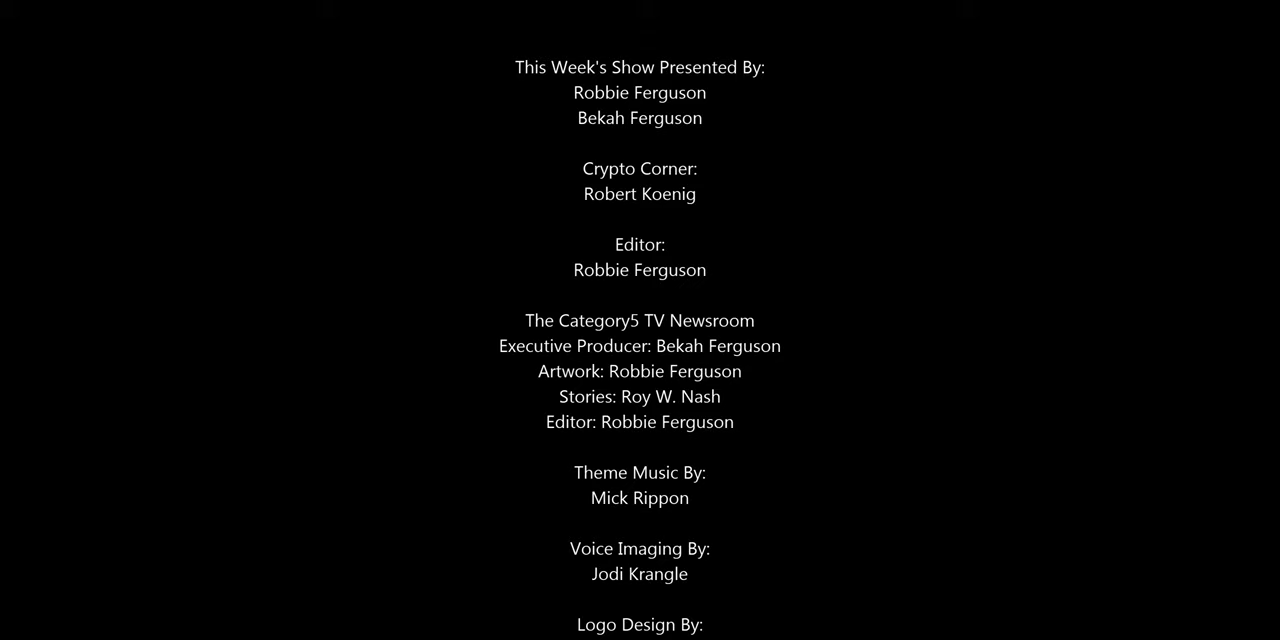 This Week's Show Presented By:
Robbie Ferguson
Bekah Ferguson
Crypto Corner:
Robert Koenig
Editor:
Robbie Ferguson
The Category5 TV Newsroom
Executive Producer: Bekah Ferguson
Artwork: Robbie Ferguson
Stories: Roy W. Nash
Editor: Robbie Ferguson
Theme Music By:
Mick Rippon
Voice Imaging By:
Jodi Krangle
Logo Design By: